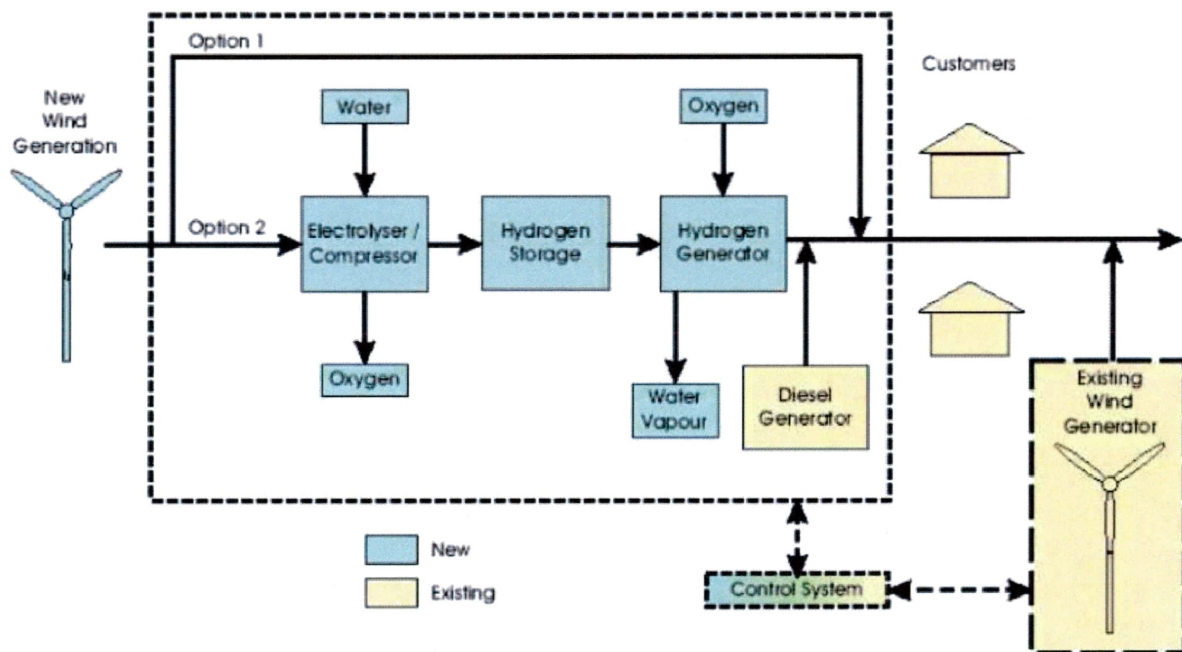 Option 1
Customers
New
Wind
Generation
Water
Oxygen
Option 2
Electrolyser /
Compressor
Hydrogen
Storage
Hydrogen
Generator
Oxygen
Water
Vapour
Diesel
Generator
Existing
Wind
Generator
New
Existing
Control System